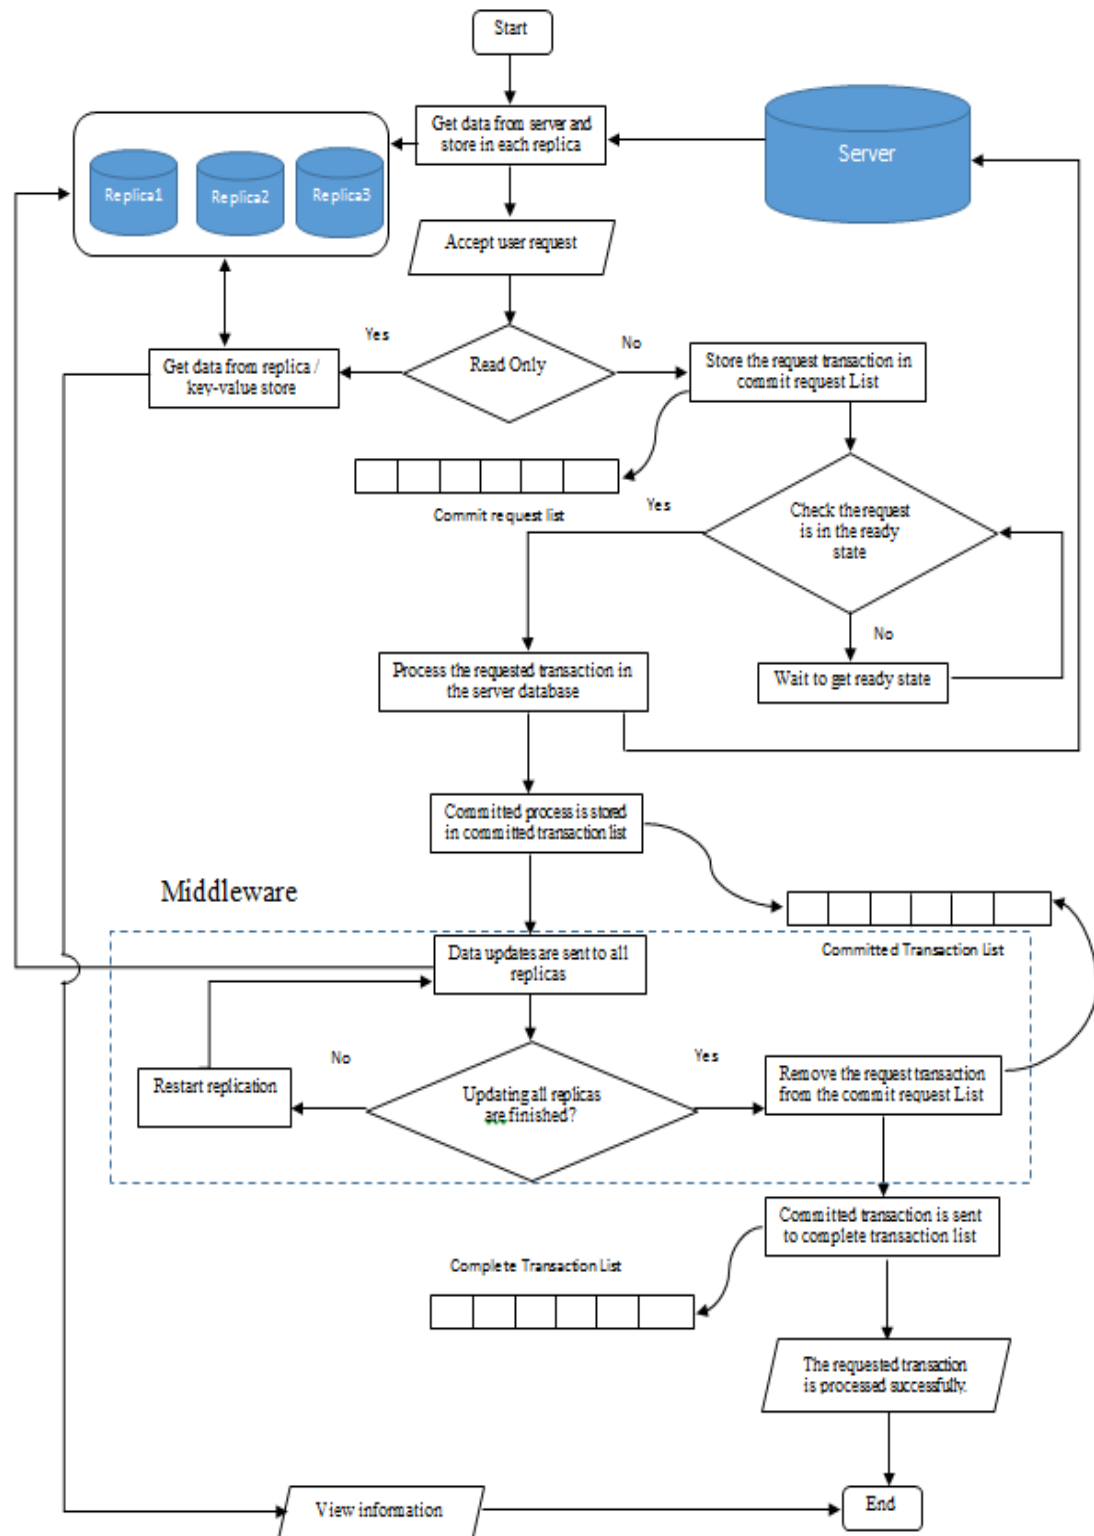 Start
Get data from server and
store in each replica
Server
Replica1
Replica2
Replica3
Accept user request
Yes
Read Only
No
Get data from replica /
key-value store
Store the request transaction in
commit request List
Commit request list
Yes
Check the request
is in the ready
state
No
Process the requested transaction in
the server database
Wait to get ready state
Committed process is stored
in committed transaction list
Middleware
Committed Transaction List
Data updates are sent to all
replicas
No
Yes
Restart replication
Updating all replicas
are finished?
Remove the request transaction
from the commit request List
Committed transaction is sent
to complete transaction list
Complete Transaction List
The requested transaction
is processed successfully.
View information
End